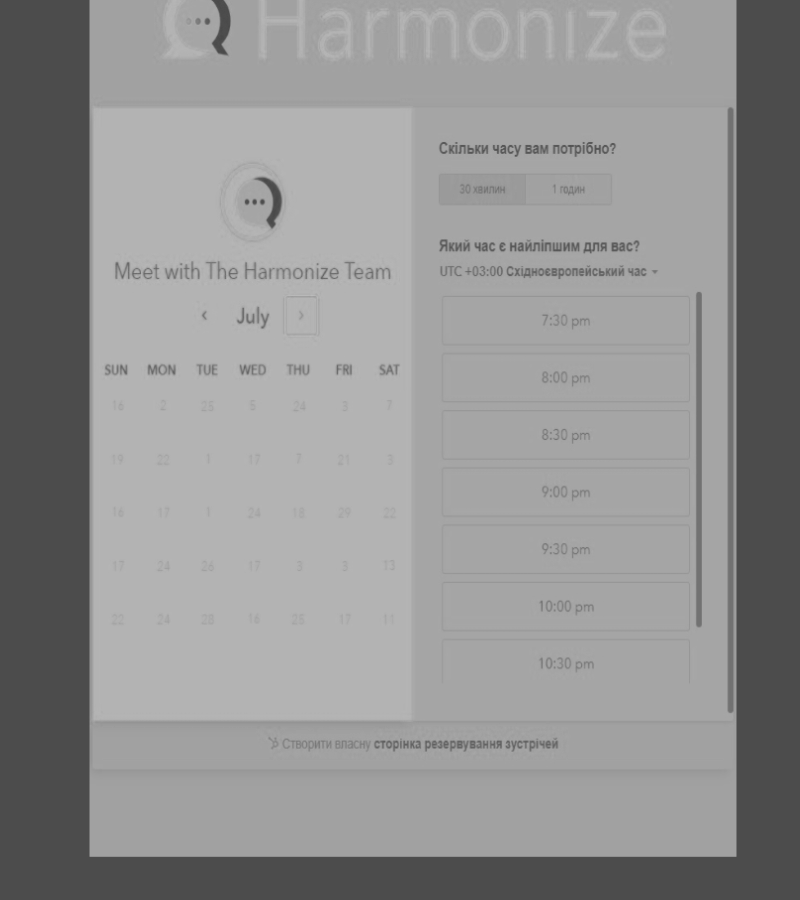 Harmonize
Meet with The Harmonize Team
‹ July ›
SUN MON TUE WED THU FRI SAT
16 2 25 5 24 3 7
19 22 1 17 7 21 3
16 17 1 24 18 29 22
17 24 26 17 3 8 13
22 24 28 16 28 17 11
Скільки часу вам потрібно?
30 хвилин 1 годин
Який час є найліпшим для вас?
UTC +03:00 Східноєвропейський час
7:30 pm
8:00 pm
8:30 pm
9:00 pm
9:30 pm
10:00 pm
10:30 pm
Створити власну сторінка резервування зустрічей